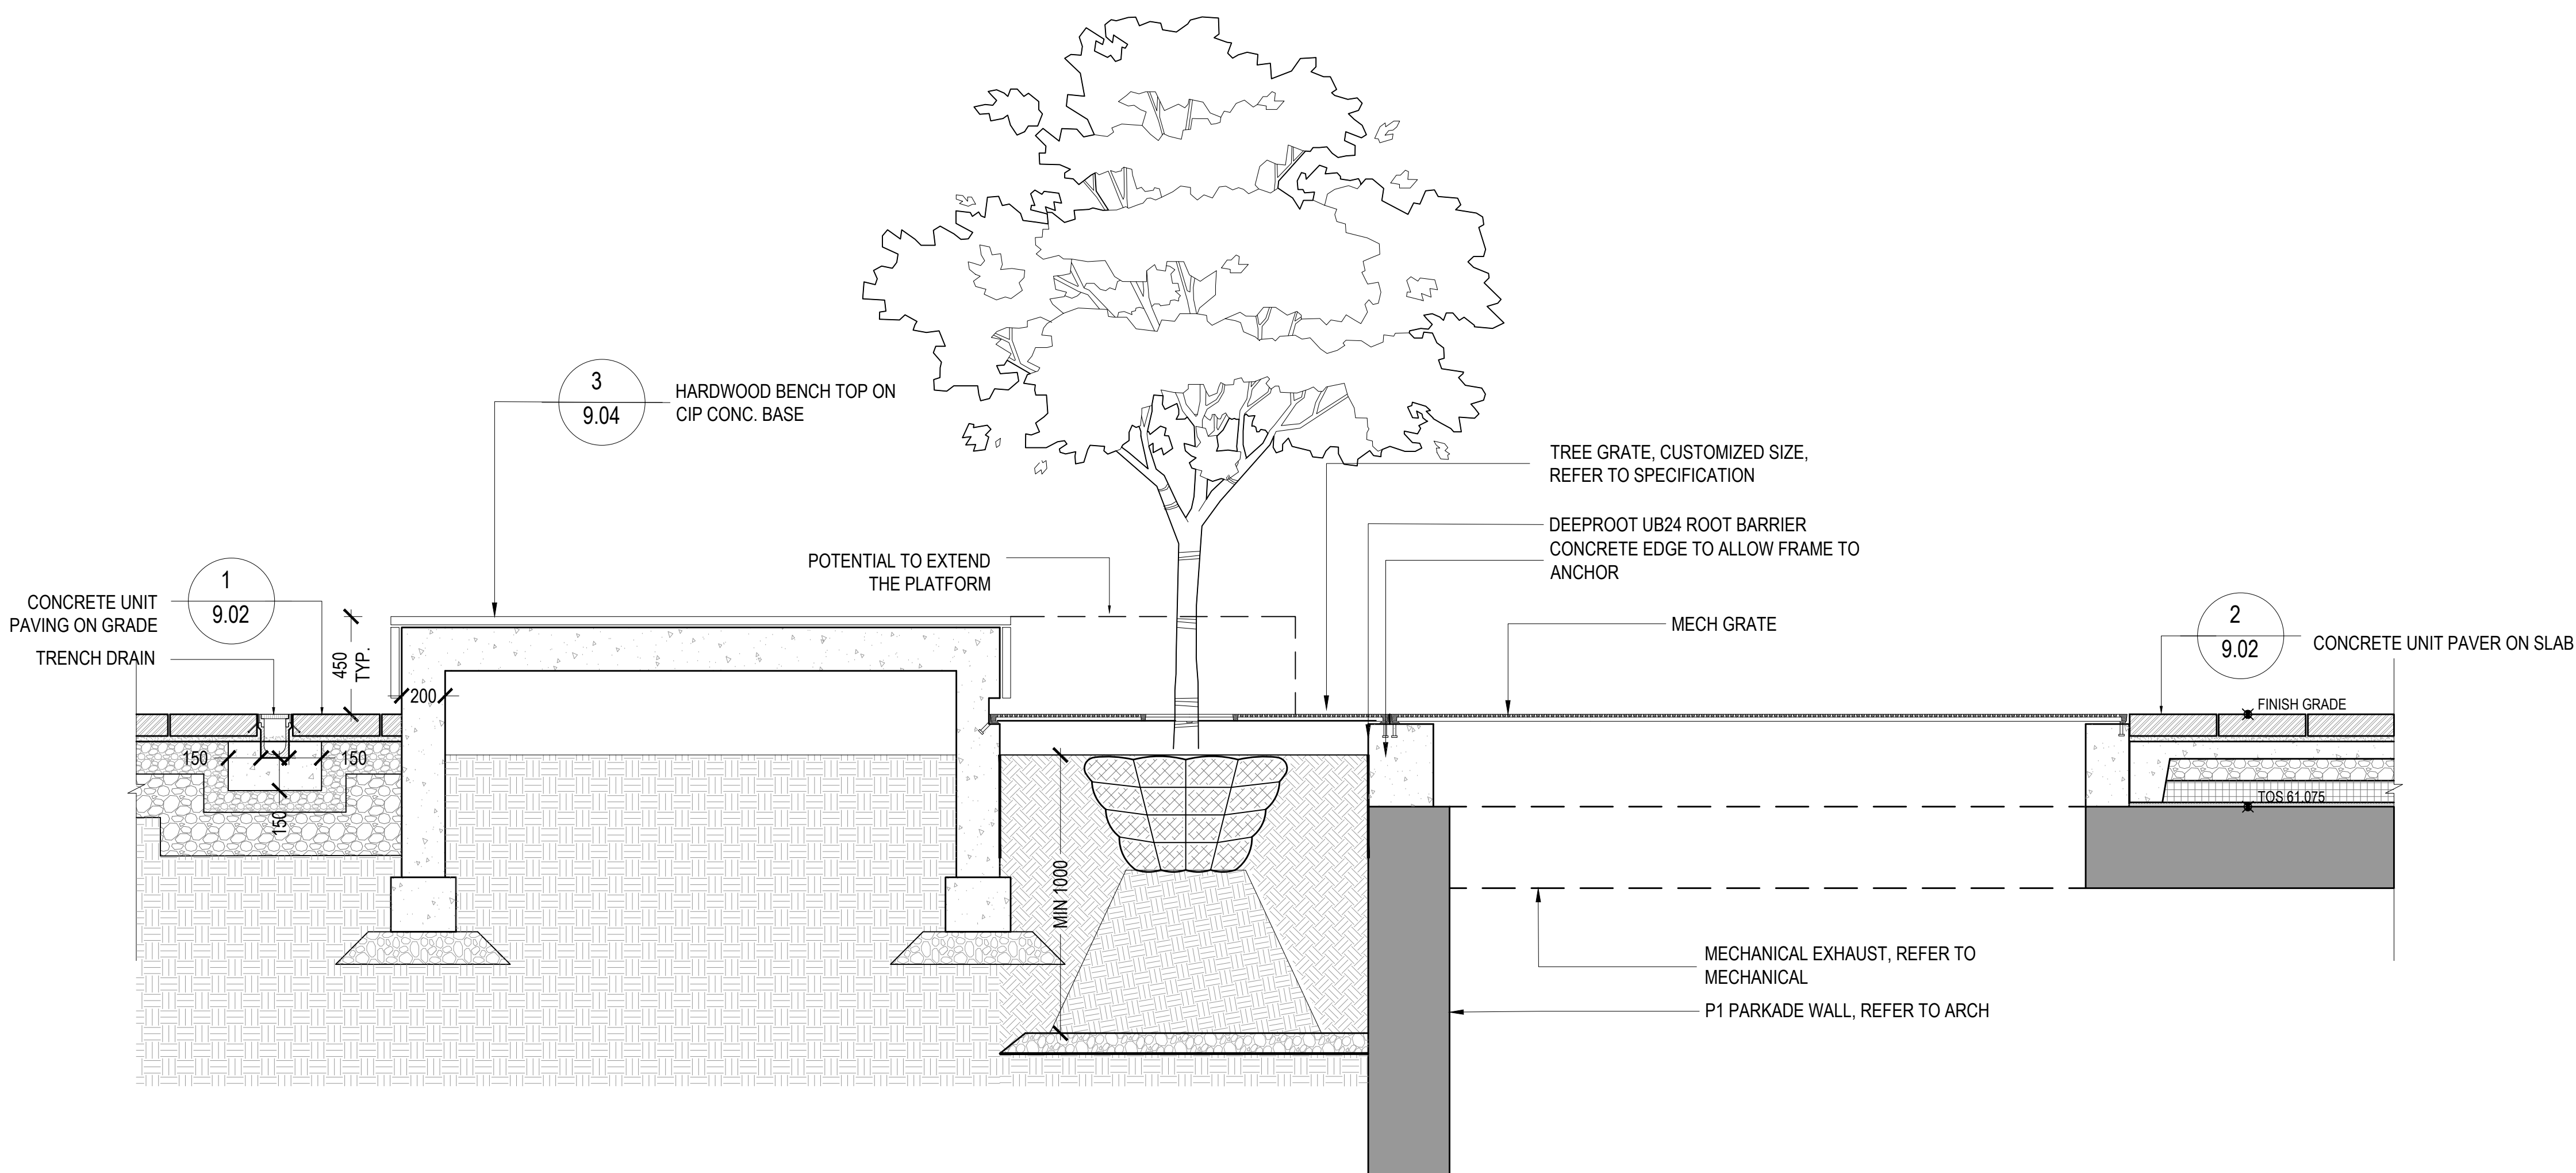 3
9.04
HARDWOOD BENCH TOP ON
CIP CONC. BASE
TREE GRATE, CUSTOMIZED SIZE,
REFER TO SPECIFICATION
DEEPROOT UB24 ROOT BARRIER
CONCRETE EDGE TO ALLOW FRAME TO
ANCHOR
POTENTIAL TO EXTEND
THE PLATFORM
1
9.02
CONCRETE UNIT
PAVING ON GRADE
TRENCH DRAIN
450
TYP.
200
MECH GRATE
2
9.02
CONCRETE UNIT PAVER ON SLAB
FINISH GRADE
150
150
150
TOS 61.075
MIN 1000
MECHANICAL EXHAUST, REFER TO
MECHANICAL
P1 PARKADE WALL, REFER TO ARCH